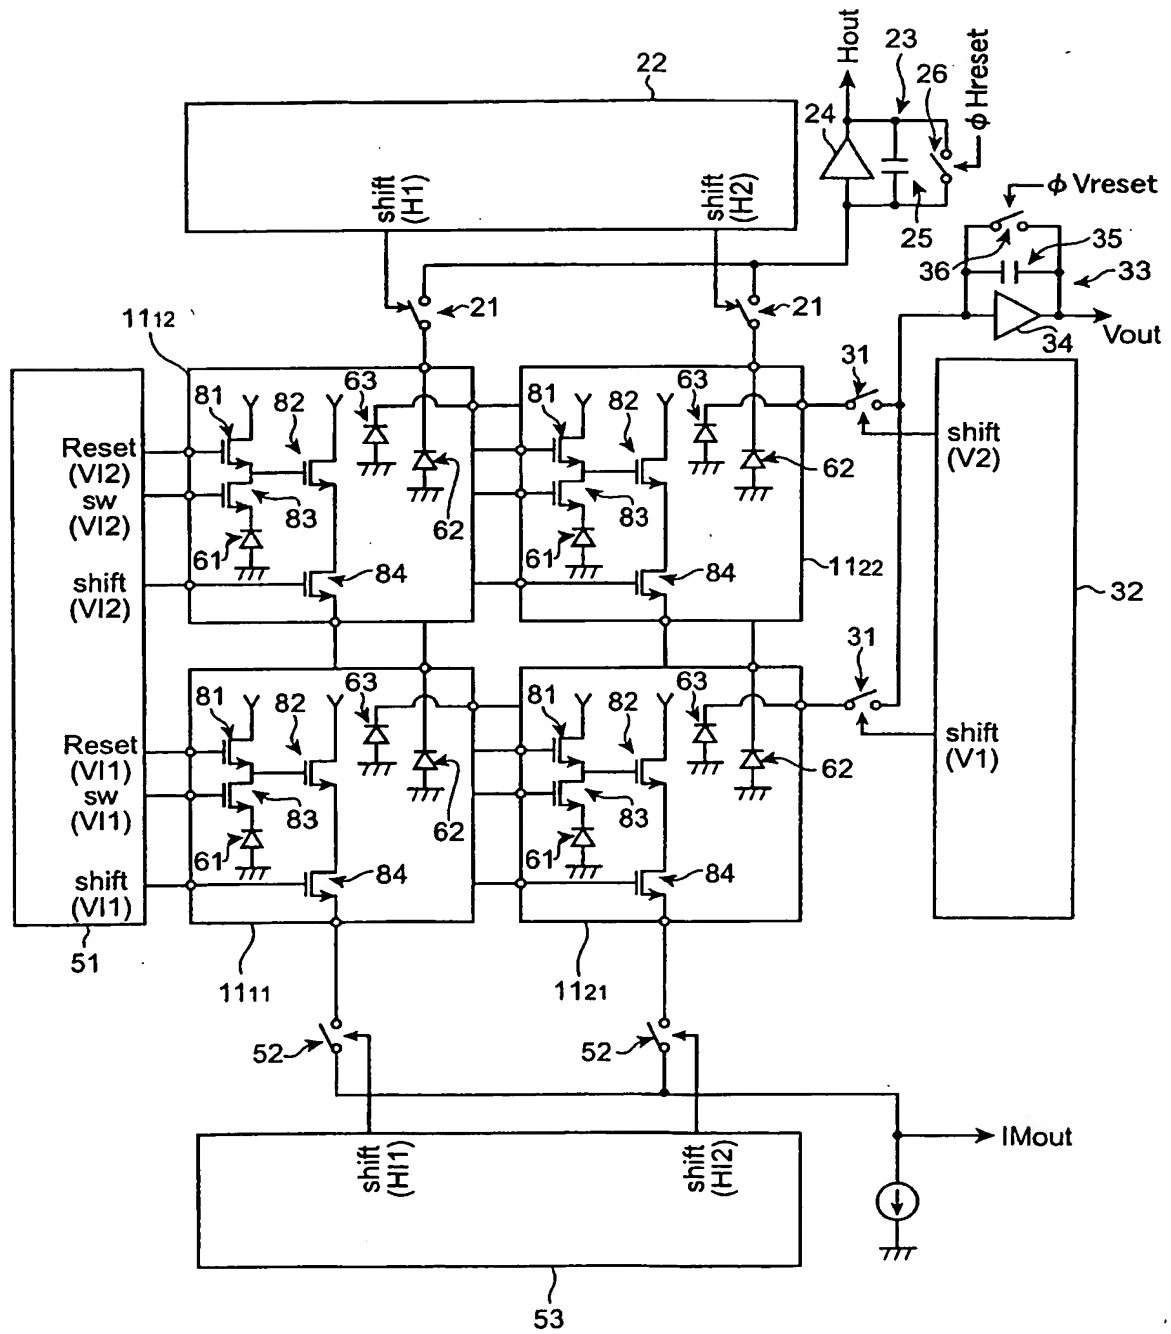 Hout
22
23
26
ϕ Hreset
24
25
shift
(H1)
shift
(H2)
ϕ Vreset
36
35
33
34
Vout
21
21
1112
1122
31
32
shift
(V2)
81
82
63
62
83
61
84
81
82
63
62
83
61
84
Reset
(VI2)
sw
(VI2)
shift
(VI2)
31
shift
(V1)
81
82
63
62
83
61
84
81
82
63
62
83
61
84
Reset
(VI1)
sw
(VI1)
shift
(VI1)
51
1111
1121
52
52
shift
(HI1)
shift
(HI2)
IMout
53